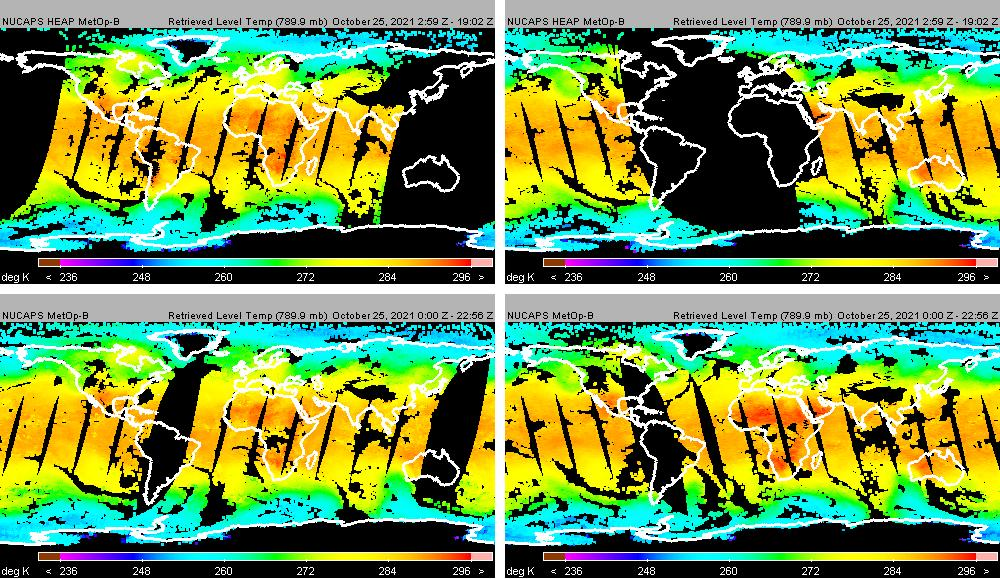 NUCAPS HEAP MetOp-B Retrieved Level Temp (789.9 mb) October 25, 2021 2:59 Z - 19:02 Z
deg K < 236 248 260 272 284 296 >
NUCAPS HEAP MetOp-B Retrieved Level Temp (789.9 mb) October 25, 2021 2:59 Z - 19:02 Z
deg K < 236 248 260 272 284 296 >
NUCAPS MetOp-B Retrieved Level Temp (789.9 mb) October 25, 2021 0:00 Z - 22:56 Z
deg K < 236 248 260 272 284 296 >
NUCAPS MetOp-B Retrieved Level Temp (789.9 mb) October 25, 2021 0:00 Z - 22:56 Z
deg K < 236 248 260 272 284 296 >